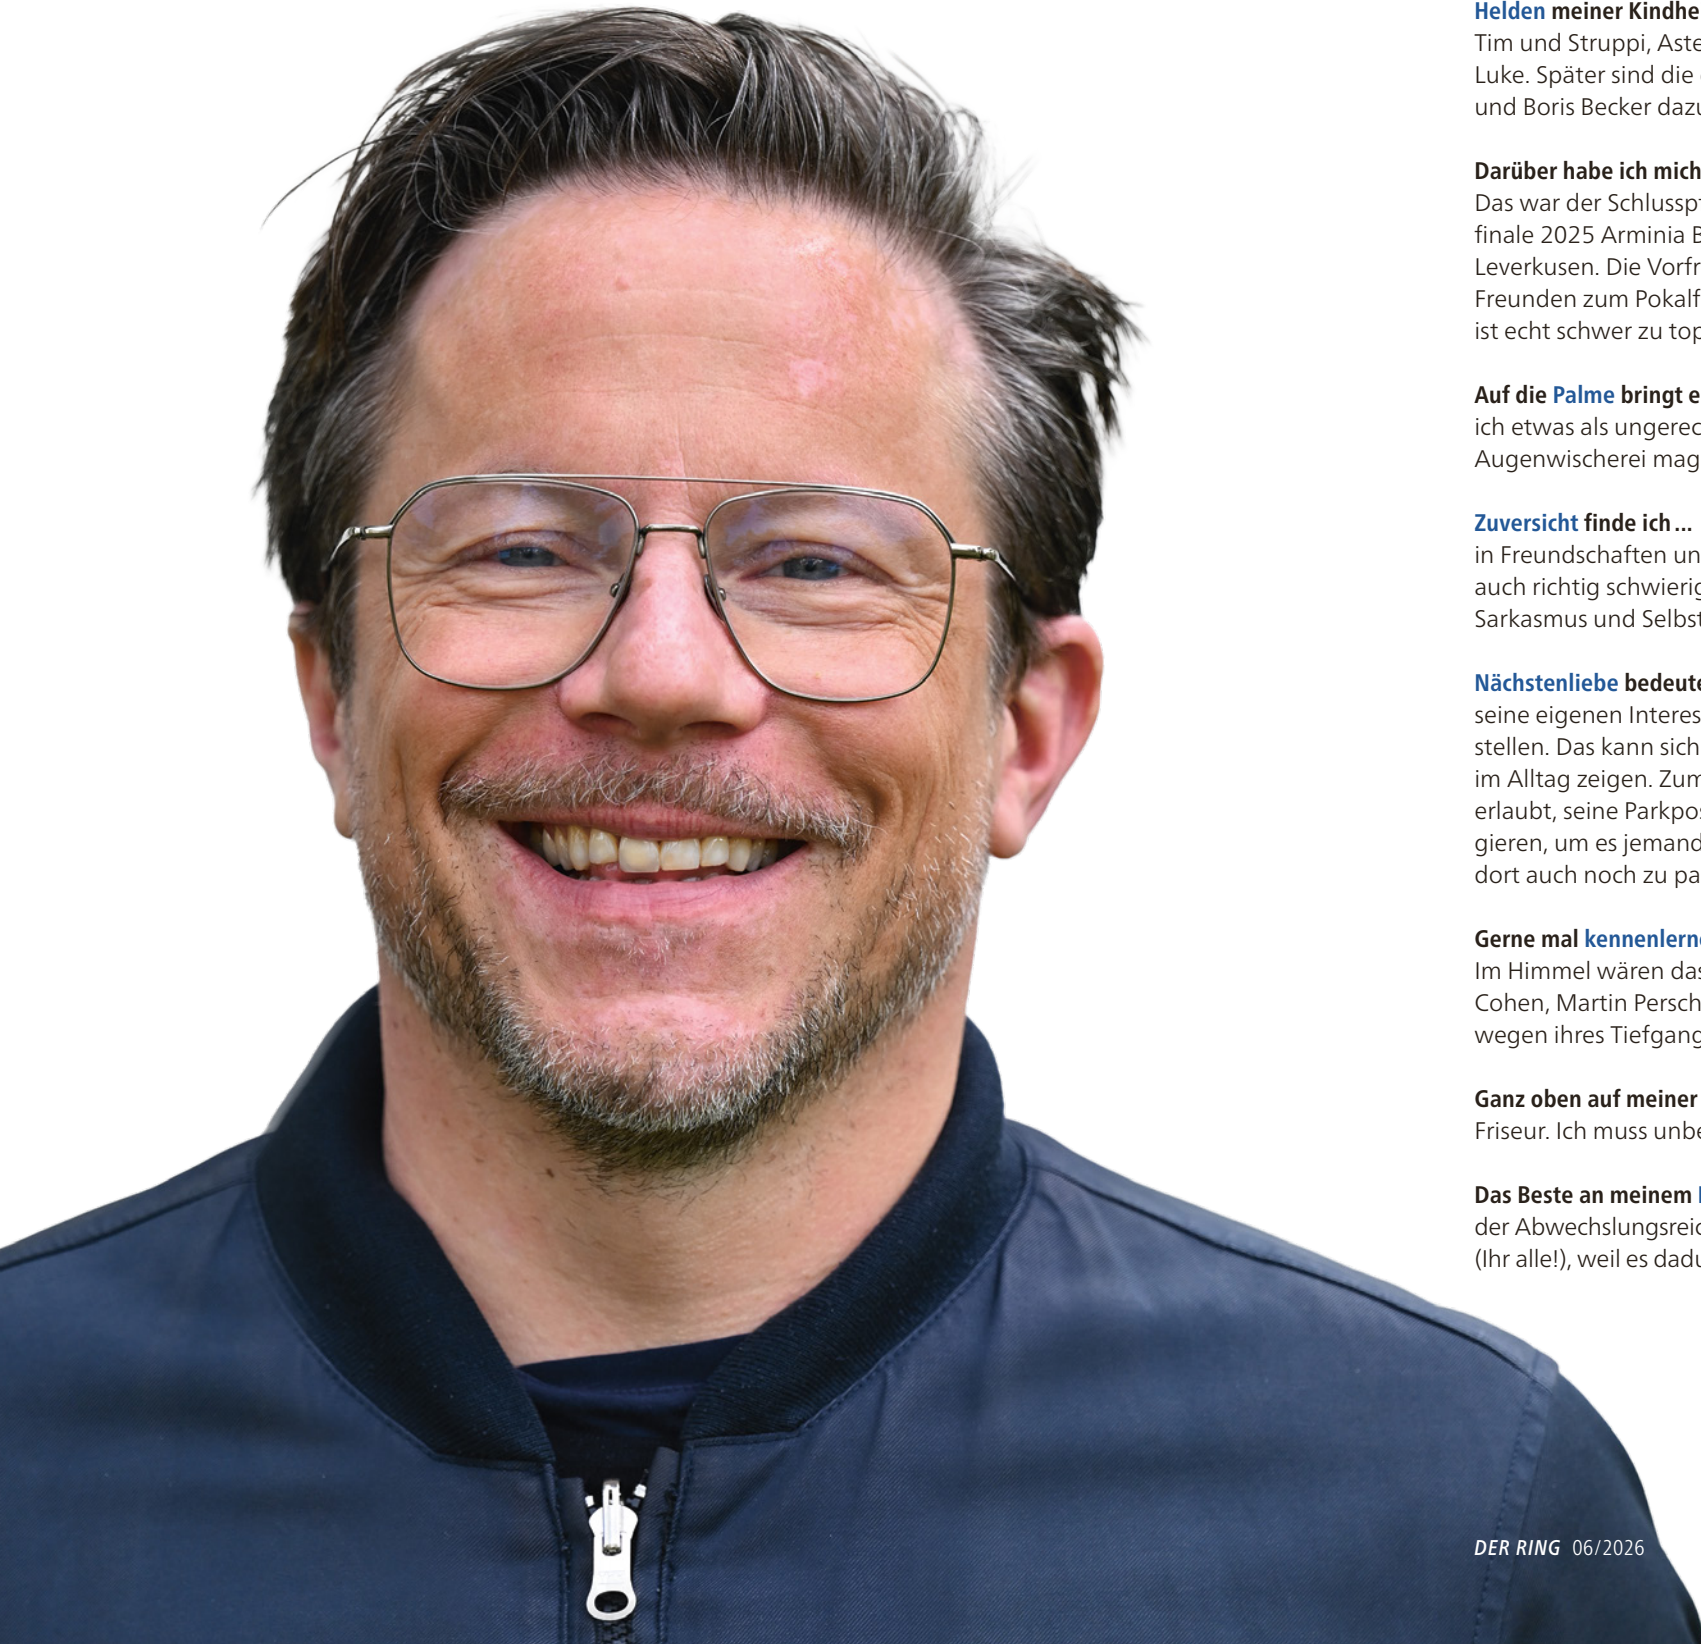 Helden meiner Kindhe
Tim und Struppi, Aste
Luke. Später sind die
und Boris Becker dazu
Darüber habe ich mich
Das war der Schlusspf
finale 2025 Arminia B
Leverkusen. Die Vorfr
Freunden zum Pokalf
ist echt schwer zu top
Auf die Palme bringt e
ich etwas als ungerec
Augenwischerei mag
Zuversicht finde ich ...
in Freundschaften un
auch richtig schwierig
Sarkasmus und Selbst
Nächstenliebe bedeute
seine eigenen Interes
stellen. Das kann sich
im Alltag zeigen. Zum
erlaubt, seine Parkpos
gieren, um es jemand
dort auch noch zu pa
Gerne mal kennenlerne
Im Himmel wären das
Cohen, Martin Persch
wegen ihres Tiefgang
Ganz oben auf meiner
Friseur. Ich muss unbe
Das Beste an meinem
der Abwechslungsreic
(Ihr alle!), weil es dadu
DER RING 06/2026